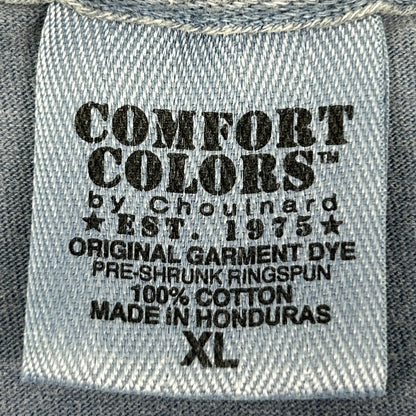 COMFORT
COLORS™
by Chouinard
★ EST. 1975 ★
ORIGINAL GARMENT DYE
PRE-SHRUNK RINGSPUN
100% COTTON
MADE IN HONDURAS
XL